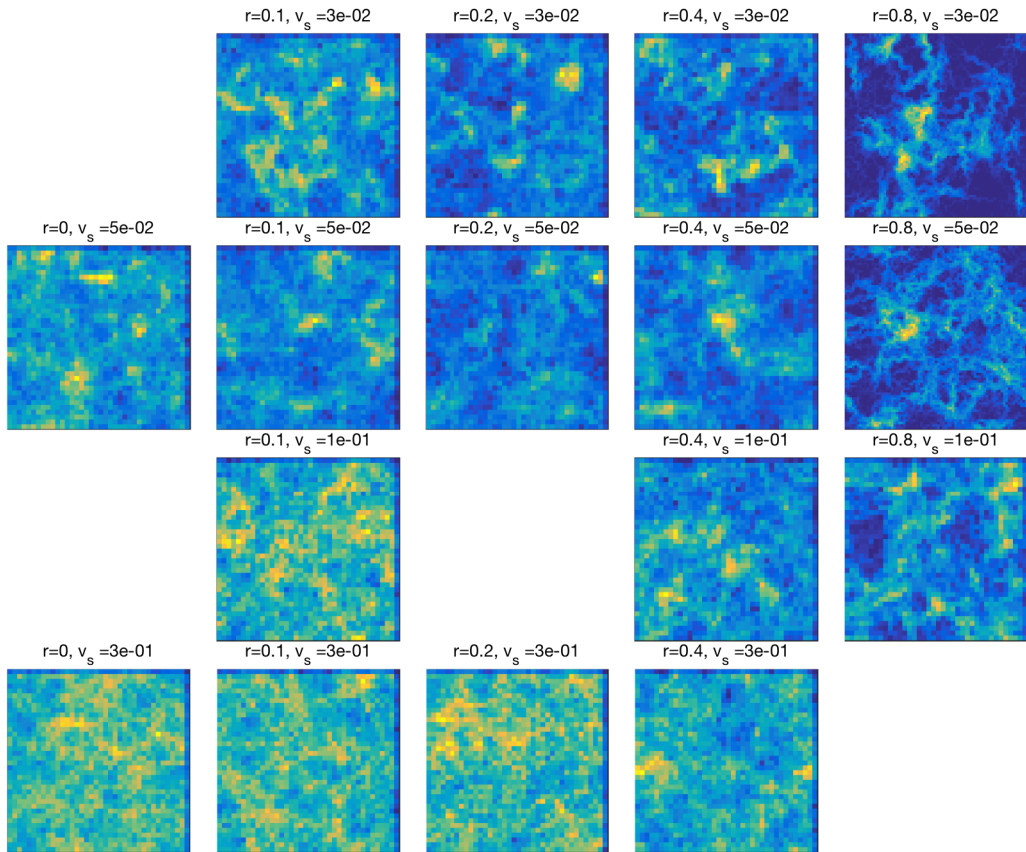 r=0.1, v_s =3e-02
r=0.2, v_s =3e-02
r=0.4, v_s =3e-02
r=0.8, v_s =3e-02
r=0, v_s =5e-02
r=0.1, v_s =5e-02
r=0.2, v_s =5e-02
r=0.4, v_s =5e-02
r=0.8, v_s =5e-02
r=0.1, v_s =1e-01
r=0.4, v_s =1e-01
r=0.8, v_s =1e-01
r=0, v_s =3e-01
r=0.1, v_s =3e-01
r=0.2, v_s =3e-01
r=0.4, v_s =3e-01